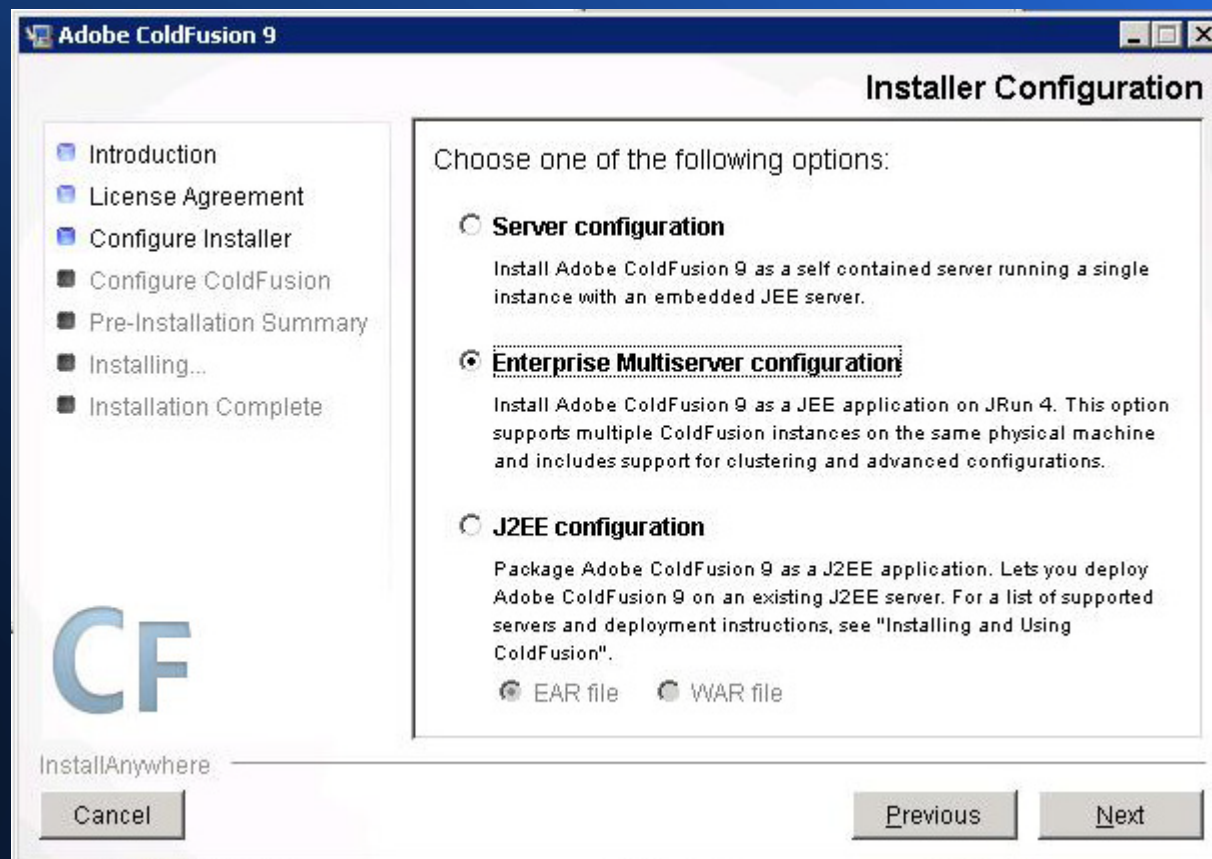 Adobe ColdFusion 9
Installer Configuration
Introduction
License Agreement
Configure Installer
Configure ColdFusion
Pre-Installation Summary
Installing...
Installation Complete
Choose one of the following options:
Server configuration
Install Adobe ColdFusion 9 as a self contained server running a single
instance with an embedded JEE server.
Enterprise Multiserver configuration
Install Adobe ColdFusion 9 as a JEE application on JRun 4. This option
supports multiple ColdFusion instances on the same physical machine
and includes support for clustering and advanced configurations.
J2EE configuration
Package Adobe ColdFusion 9 as a J2EE application. Lets you deploy
Adobe ColdFusion 9 on an existing J2EE server. For a list of supported
servers and deployment instructions, see "Installing and Using
ColdFusion".
EAR file WAR file
CF
InstallAnywhere
Cancel Previous Next